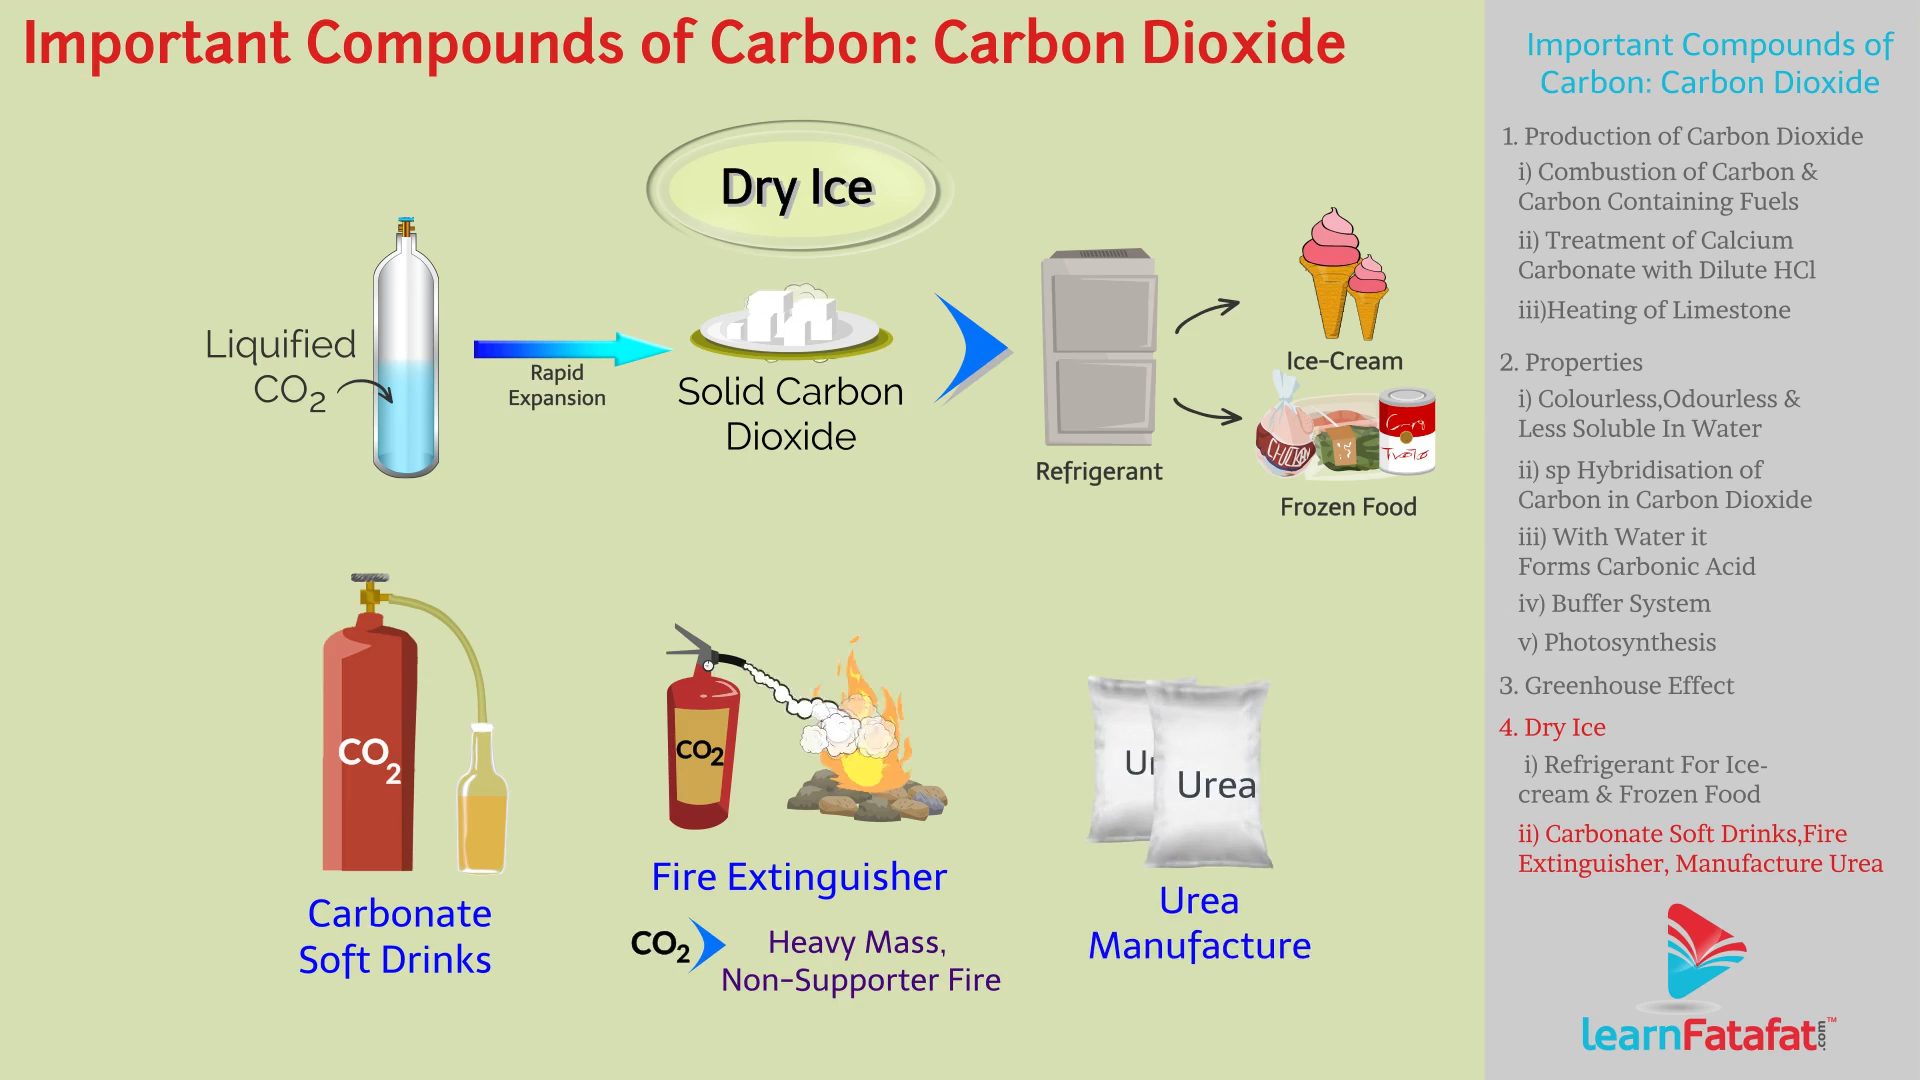 Important Compounds of Carbon: Carbon Dioxide
Dry Ice
Liquified
CO2
Rapid
Expansion
Solid Carbon
Dioxide
Refrigerant
Ice-Cream
Frozen Food
CO2
Carbonate
Soft Drinks
CO2
Fire Extinguisher
CO2
Heavy Mass,
Non-Supporter Fire
Urea
Urea
Manufacture
Important Compounds of
Carbon: Carbon Dioxide
1. Production of Carbon Dioxide
i) Combustion of Carbon &
Carbon Containing Fuels
ii) Treatment of Calcium
Carbonate with Dilute HCl
iii)Heating of Limestone
2. Properties
i) Colourless,Odourless &
Less Soluble In Water
ii) sp Hybridisation of
Carbon in Carbon Dioxide
iii) With Water it
Forms Carbonic Acid
iv) Buffer System
v) Photosynthesis
3. Greenhouse Effect
4. Dry Ice
i) Refrigerant For Ice-
cream & Frozen Food
ii) Carbonate Soft Drinks,Fire
Extinguisher, Manufacture Urea
learnFatafat.com™